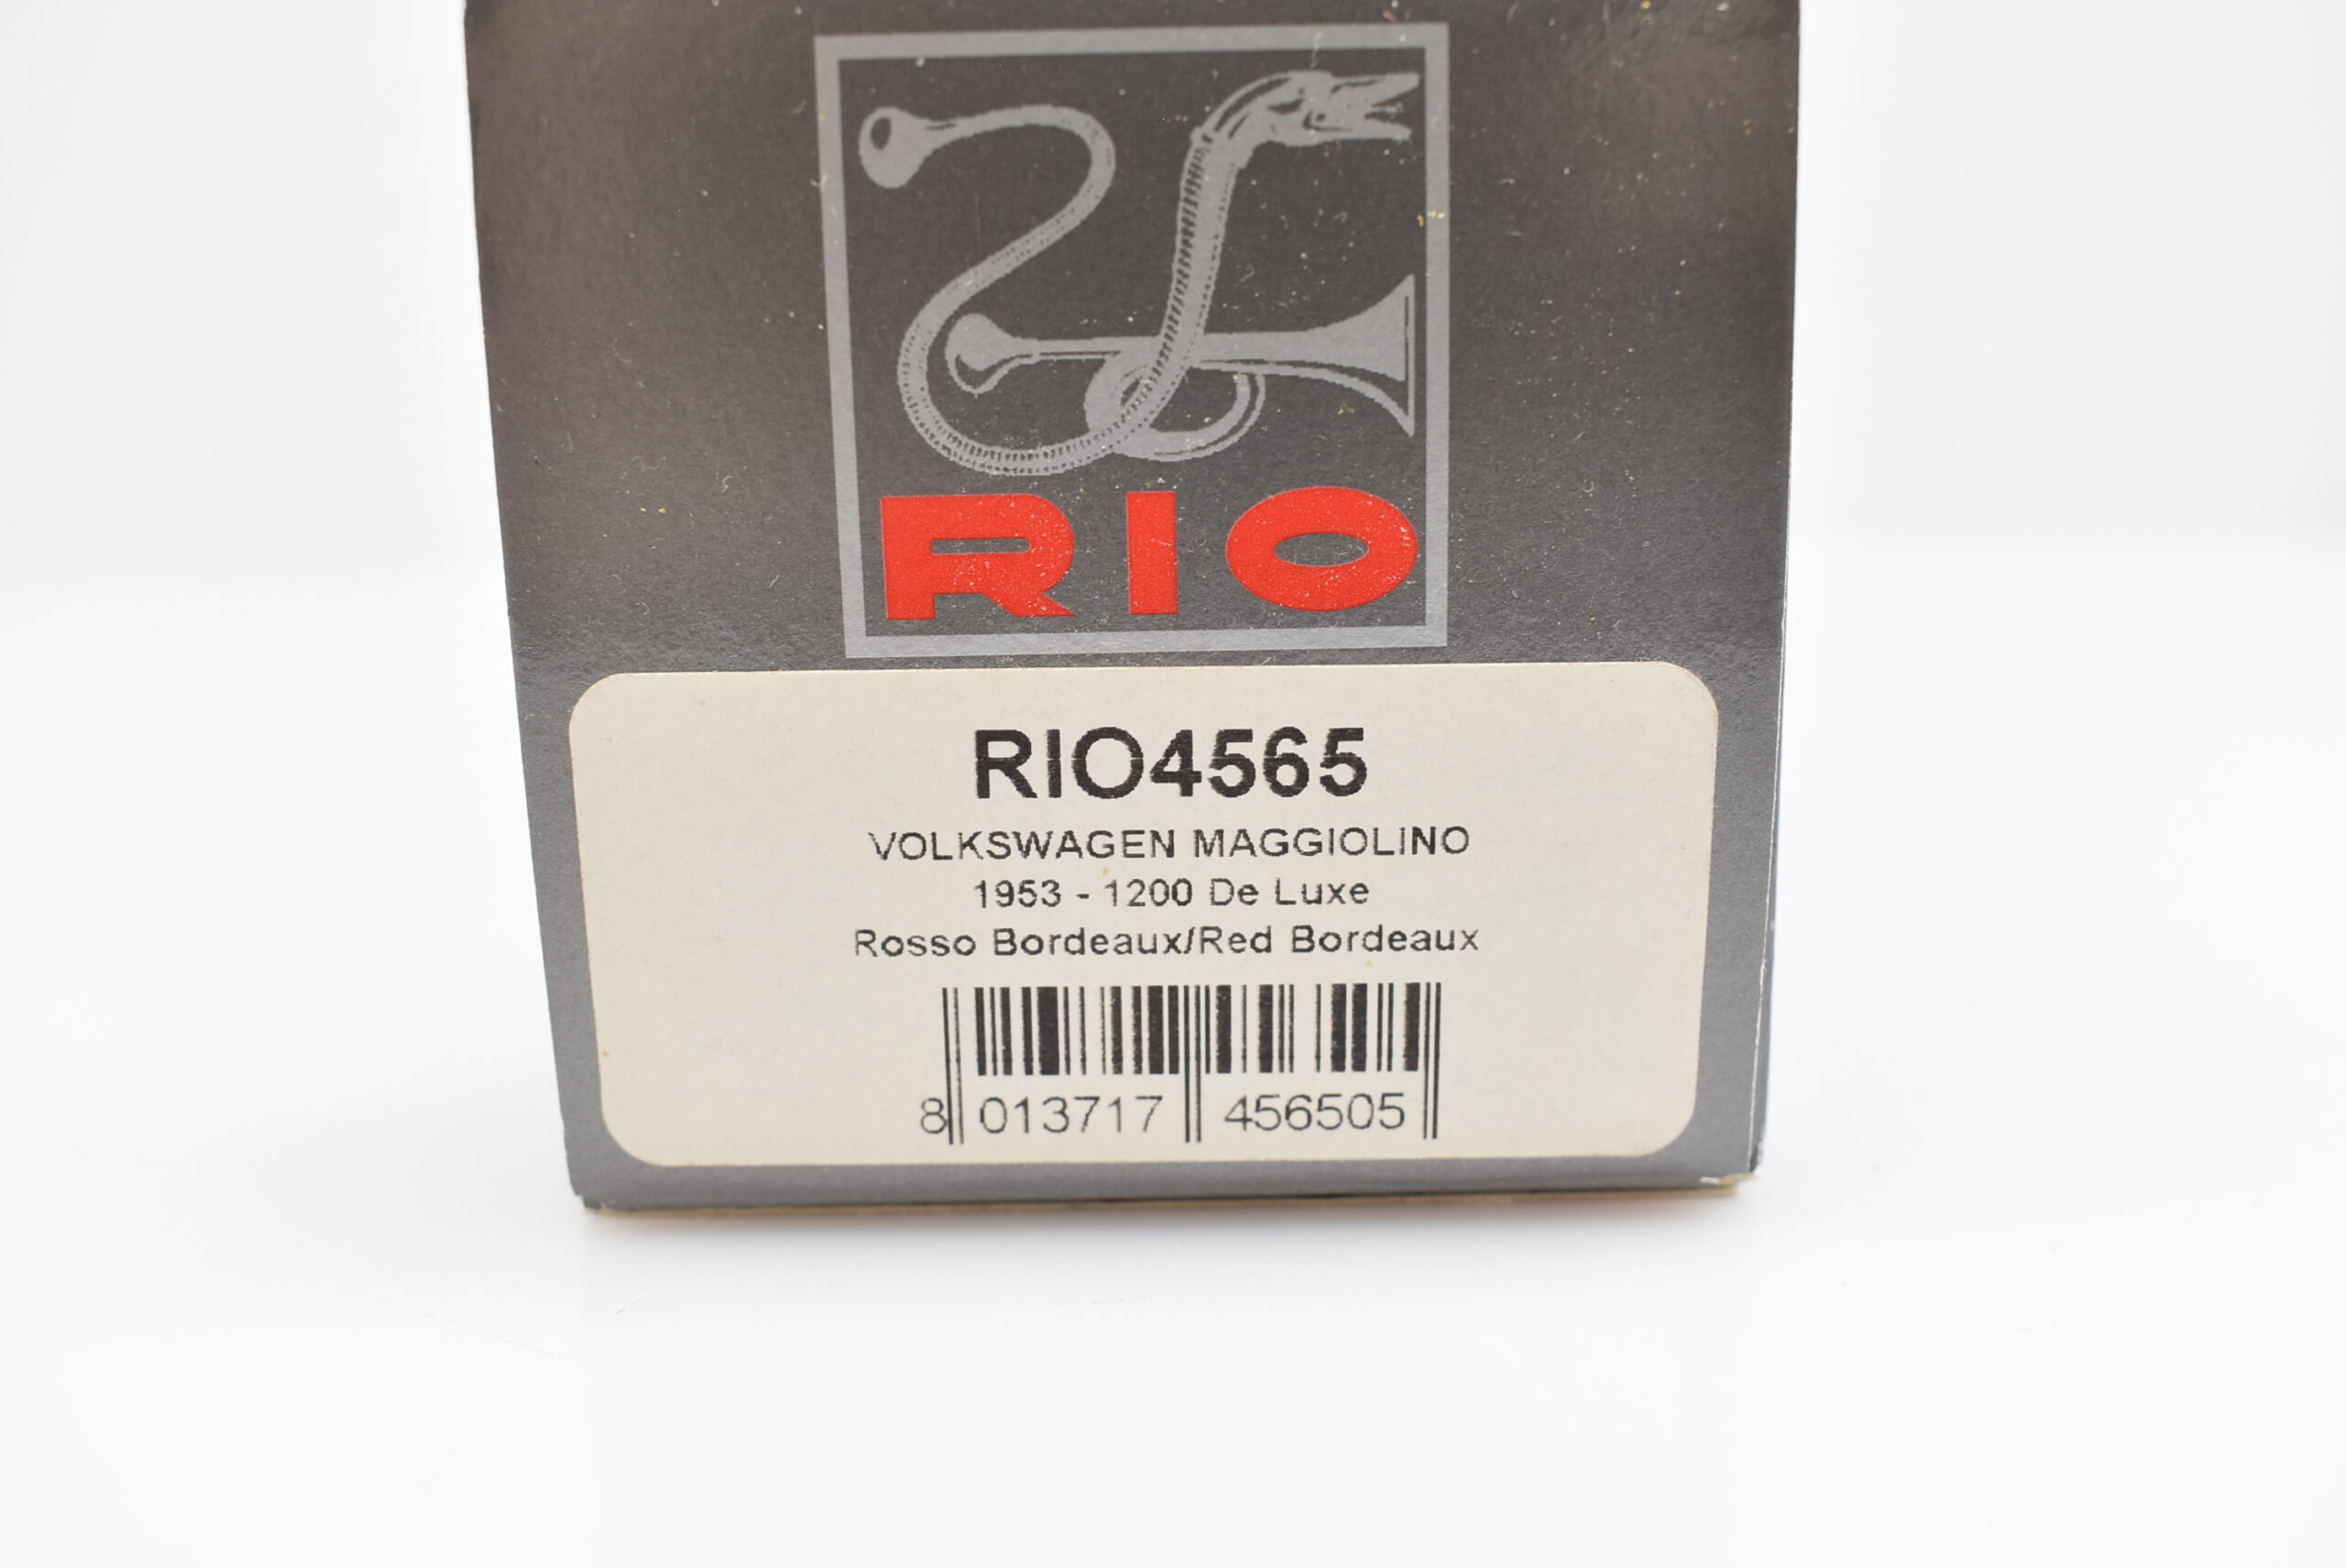 RIO
RIO4565
VOLKSWAGEN MAGGIOLINO
1953 - 1200 De Luxe
Rosso Bordeaux/Red Bordeaux
8 013717 456505